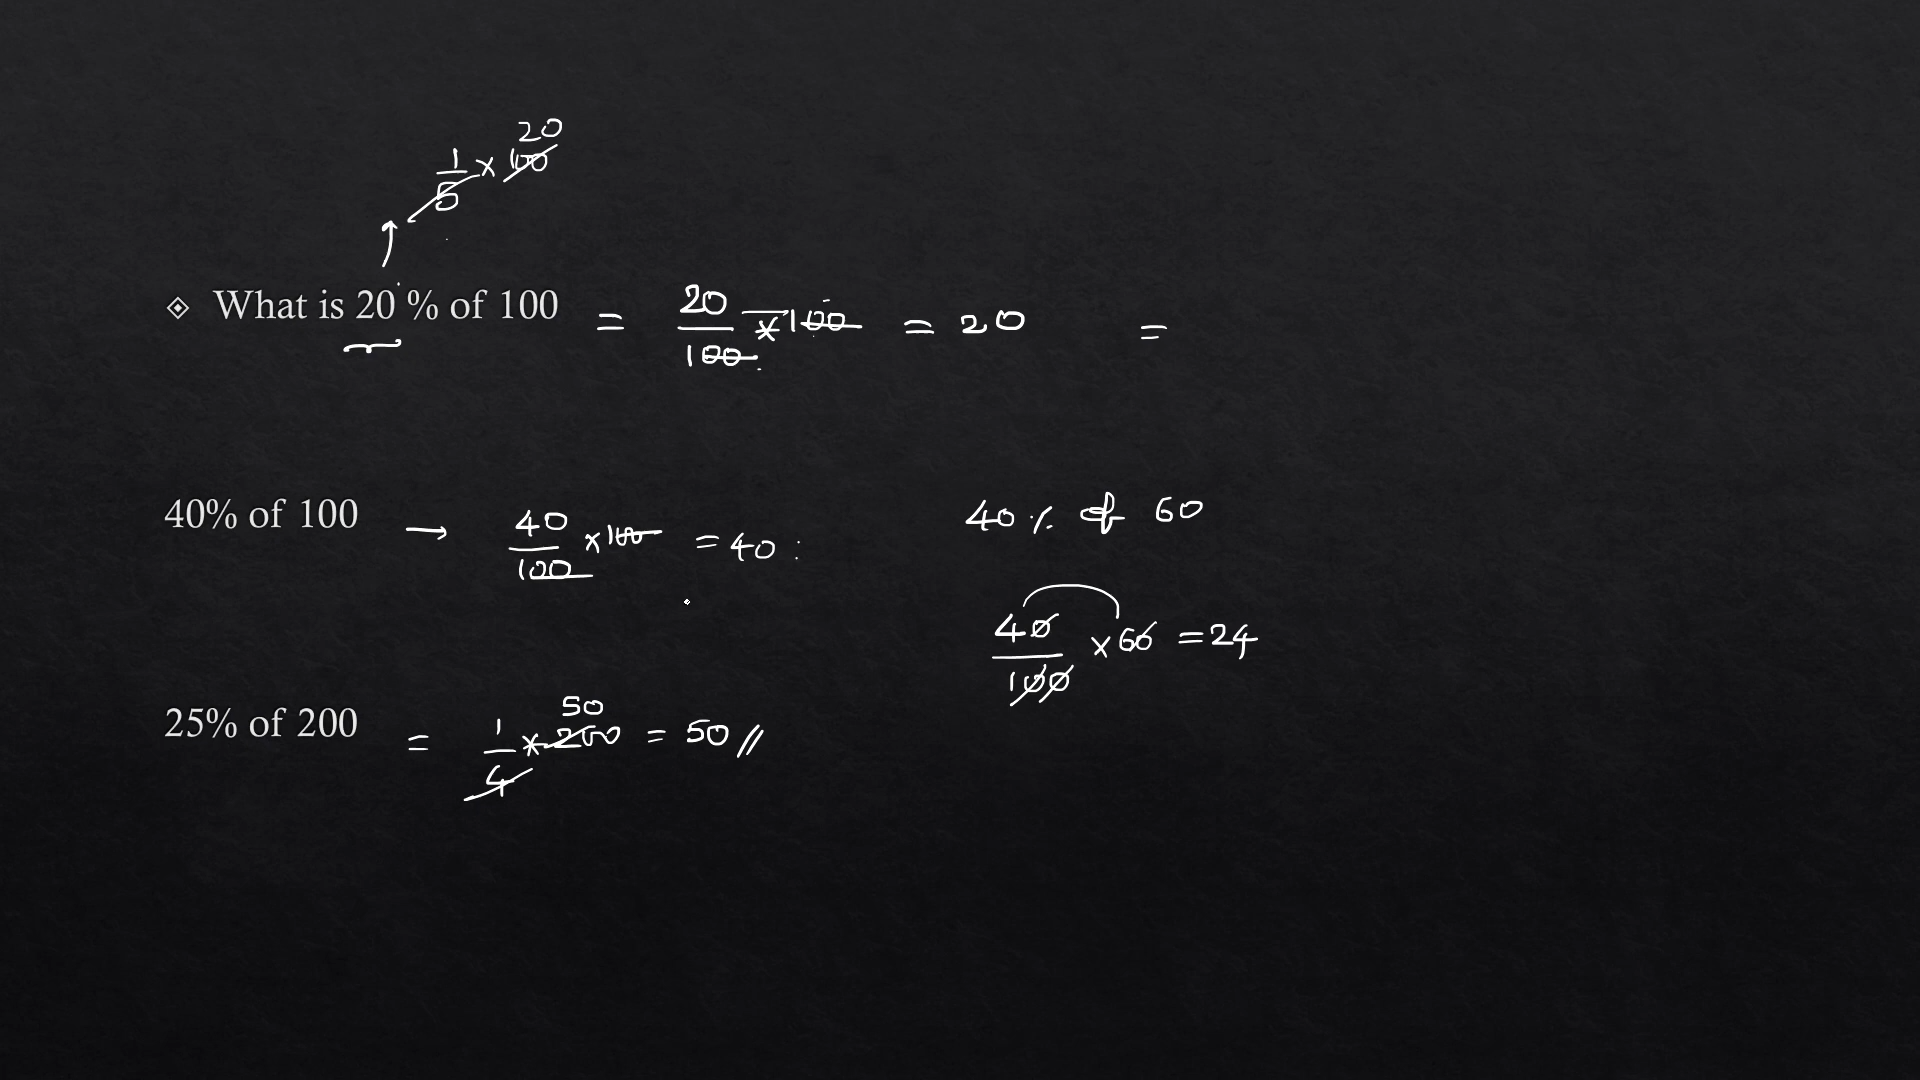 20
1/5 × 100
What is 20 % of 100 = 20/100 × 100 = 20 =
40% of 100 → 40/100 × 100 = 40
40% of 60
40/100 × 60 = 24
50
25% of 200 = 1/4 × 200 = 50 //